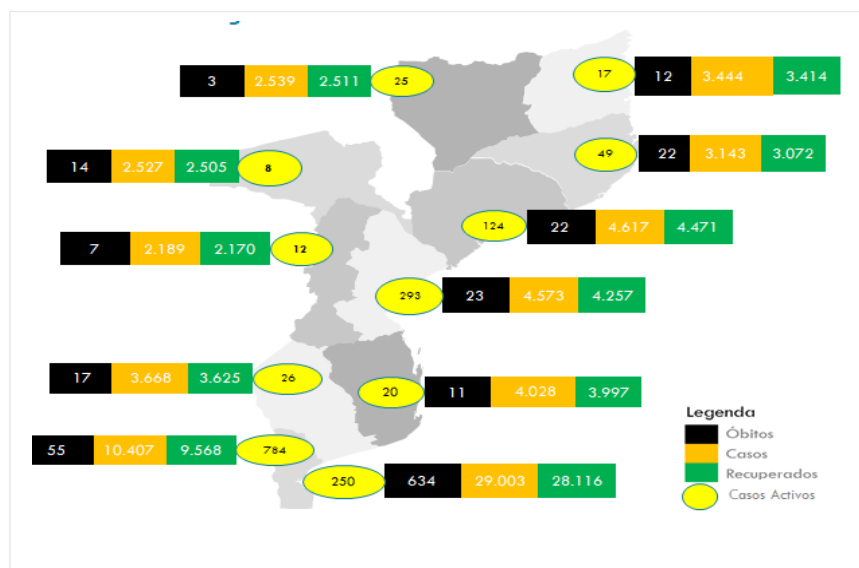 3 2.539 2.511 25
17 12 3.444 3.414
14 2.527 2.505 8
49 22 3.143 3.072
7 2.189 2.170 12
124 22 4.617 4.471
293 23 4.573 4.257
17 3.668 3.625 26
20 11 4.028 3.997
55 10.407 9.568 784
250 634 29.003 28.116
Legenda
Óbitos
Casos
Recuperados
Casos Activos